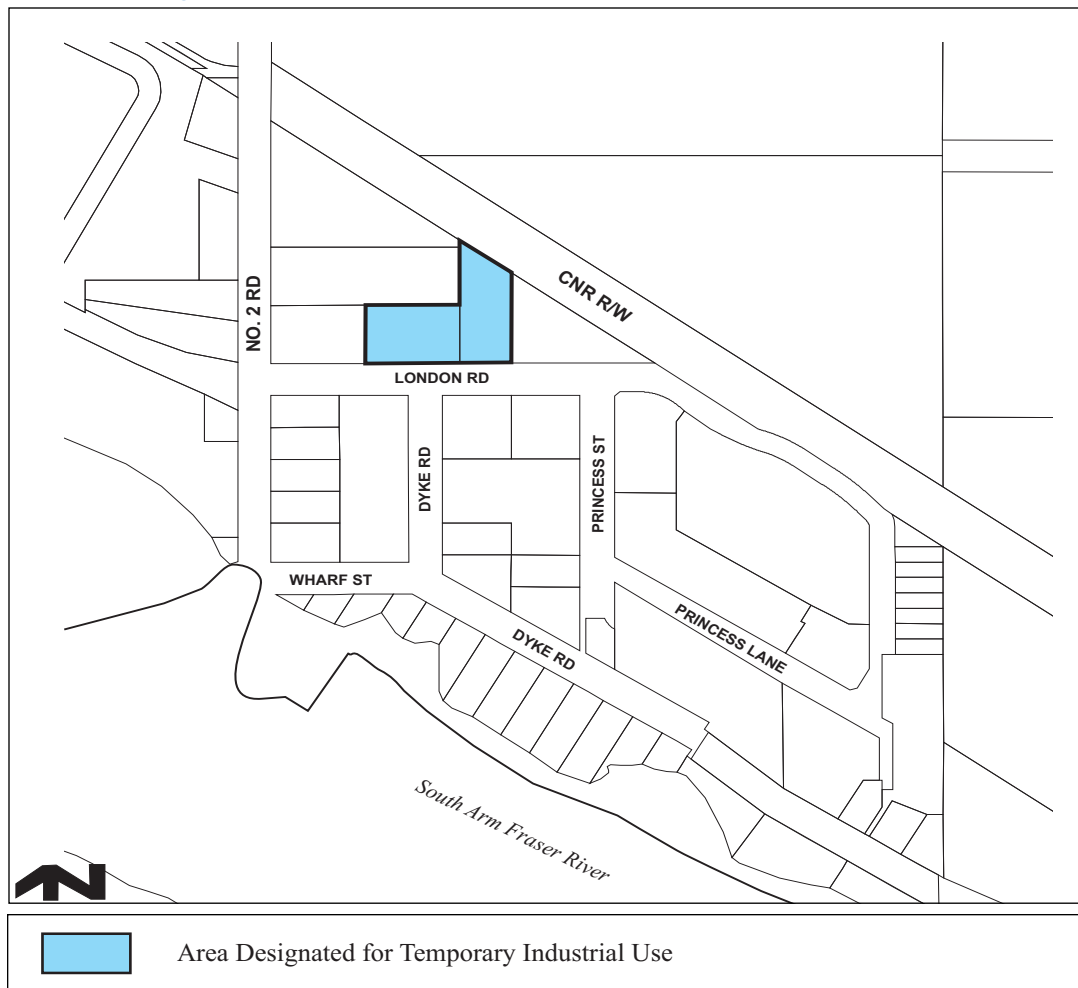 CNR R/W
NO. 2 RD
LONDON RD
DYKE RD
PRINCESS ST
WHARF ST
DYKE RD
PRINCESS LANE
South Arm Fraser River
N
Area Designated for Temporary Industrial Use